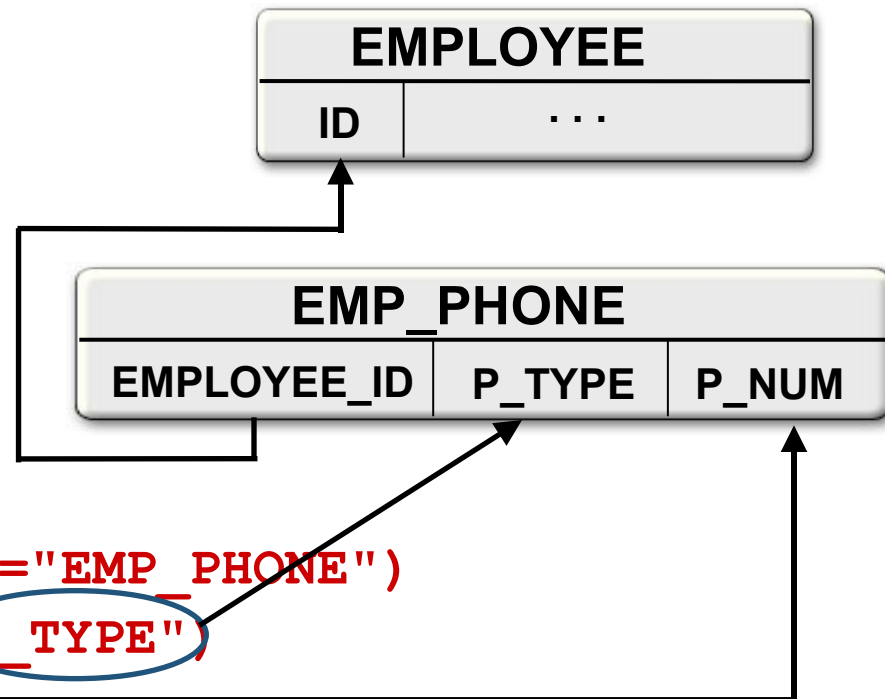 EMPLOYEE
ID . . .
EMP_PHONE
EMPLOYEE_ID P_TYPE P_NUM
="EMP_PHONE")
_TYPE")